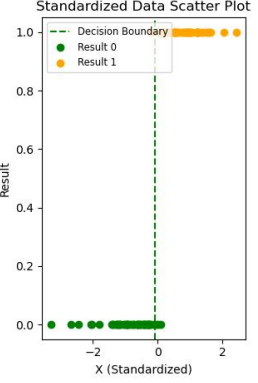 Standardized Data Scatter Plot
Decision Boundary
Result 0
Result 1
1.0
0.8
0.6
0.4
0.2
0.0
Result
−2
0
2
X (Standardized)